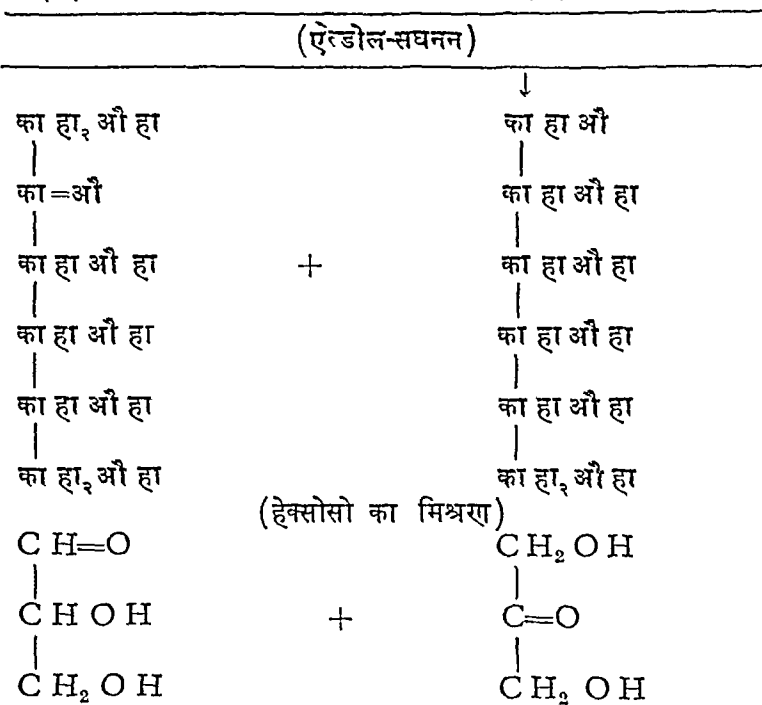 (ऐल्डोल-सघनन)
↓
का हा₂ औ हा का हा औ
का=औ का हा औ हा
का हा औ हा + का हा औ हा
का हा औ हा का हा औ हा
का हा औ हा का हा औ हा
का हा₂ औ हा का हा₂ औ हा
(हेक्सोसो का मिश्रण)
C H=O C H₂ O H
C H O H + C=O
C H₂ O H C H₂ O H